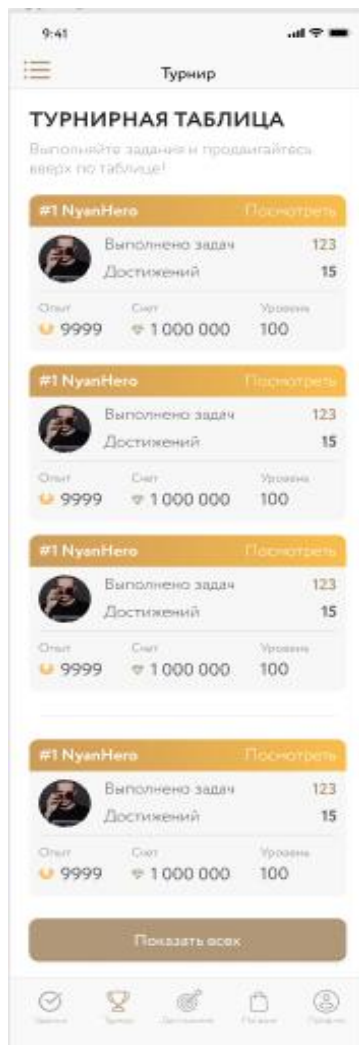 9:41
Турнир
ТУРНИРНАЯ ТАБЛИЦА
Выполняйте задания и продвигайтесь
вверх по таблице!
#1 NyanHero Посмотреть
Выполнено задач 123
Достижений 15
Опыт Счет Уровень
9999 1 000 000 100
#1 NyanHero Посмотреть
Выполнено задач 123
Достижений 15
Опыт Счет Уровень
9999 1 000 000 100
#1 NyanHero Посмотреть
Выполнено задач 123
Достижений 15
Опыт Счет Уровень
9999 1 000 000 100
#1 NyanHero Посмотреть
Выполнено задач 123
Достижений 15
Опыт Счет Уровень
9999 1 000 000 100
Показать всех